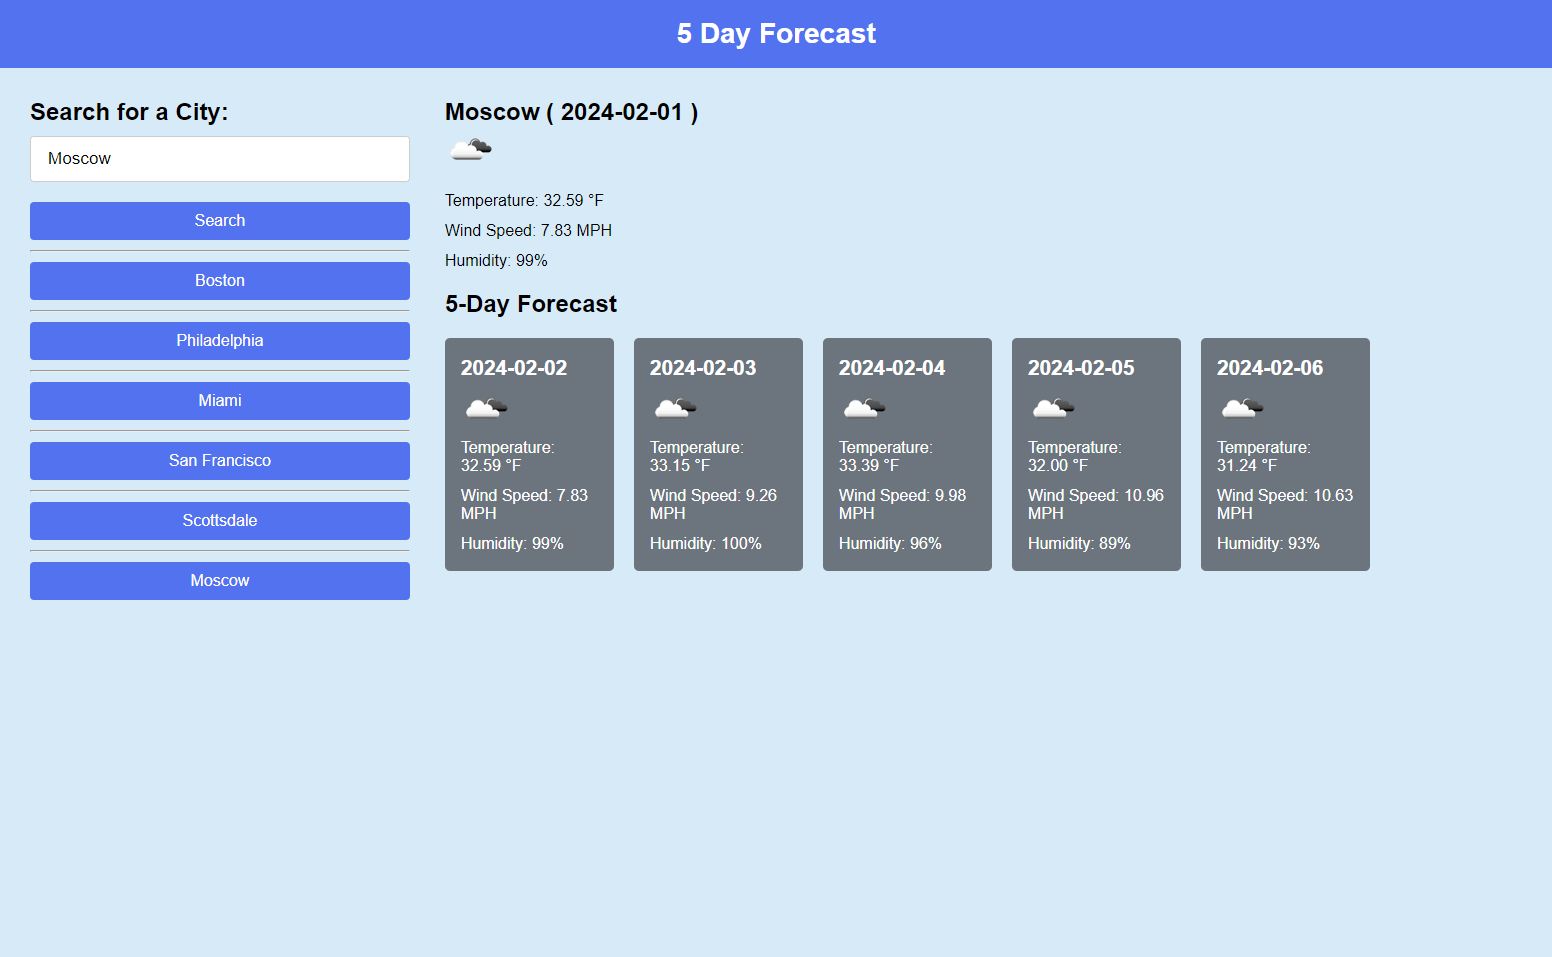 5 Day Forecast
Search for a City:
Moscow
Search
Boston
Philadelphia
Miami
San Francisco
Scottsdale
Moscow
Moscow ( 2024-02-01 )
Temperature: 32.59 °F
Wind Speed: 7.83 MPH
Humidity: 99%
5-Day Forecast
2024-02-02
Temperature:
32.59 °F
Wind Speed: 7.83
MPH
Humidity: 99%
2024-02-03
Temperature:
33.15 °F
Wind Speed: 9.26
MPH
Humidity: 100%
2024-02-04
Temperature:
33.39 °F
Wind Speed: 9.98
MPH
Humidity: 96%
2024-02-05
Temperature:
32.00 °F
Wind Speed: 10.96
MPH
Humidity: 89%
2024-02-06
Temperature:
31.24 °F
Wind Speed: 10.63
MPH
Humidity: 93%